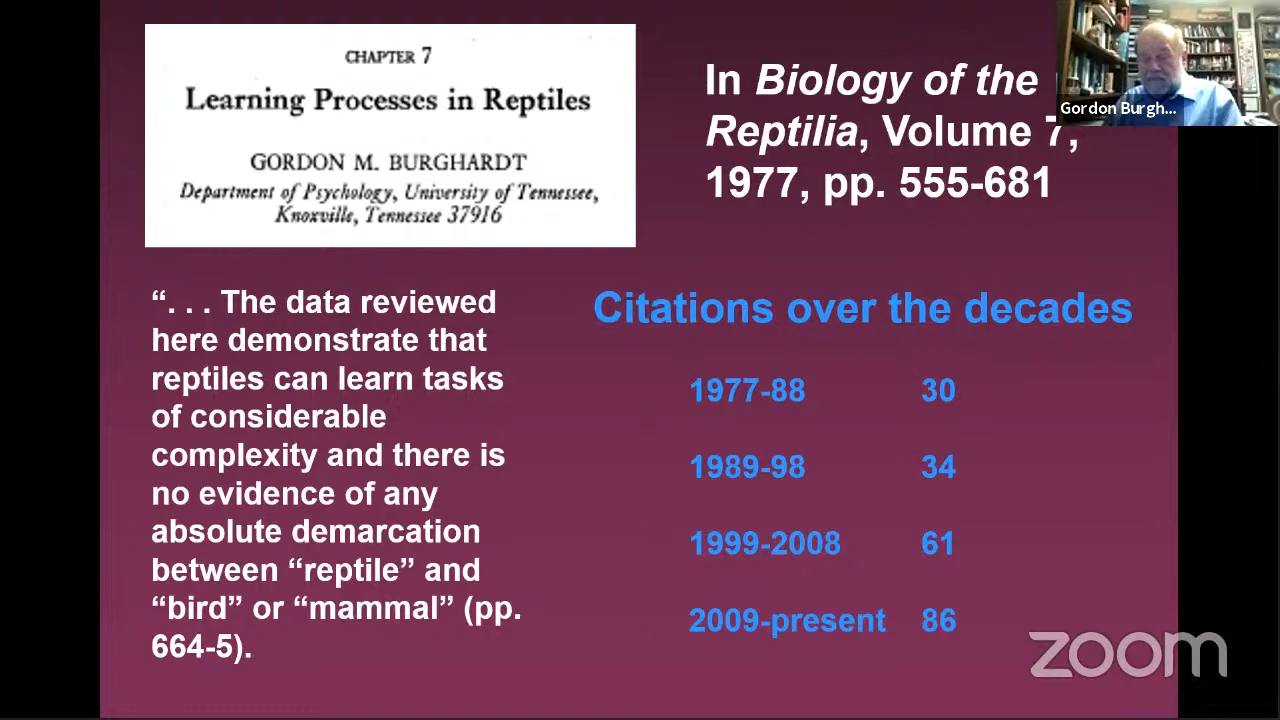 CHAPTER 7
Learning Processes in Reptiles
GORDON M. BURGHARDT
Department of Psychology, University of Tennessee,
Knoxville, Tennessee 37916
In Biology of the
Reptilia, Volume 7,
1977, pp. 555-681
Gordon Burgh...
“. . . The data reviewed
here demonstrate that
reptiles can learn tasks
of considerable
complexity and there is
no evidence of any
absolute demarcation
between “reptile” and
“bird” or “mammal” (pp.
664-5).
Citations over the decades
1977-88 30
1989-98 34
1999-2008 61
2009-present 86
zoom